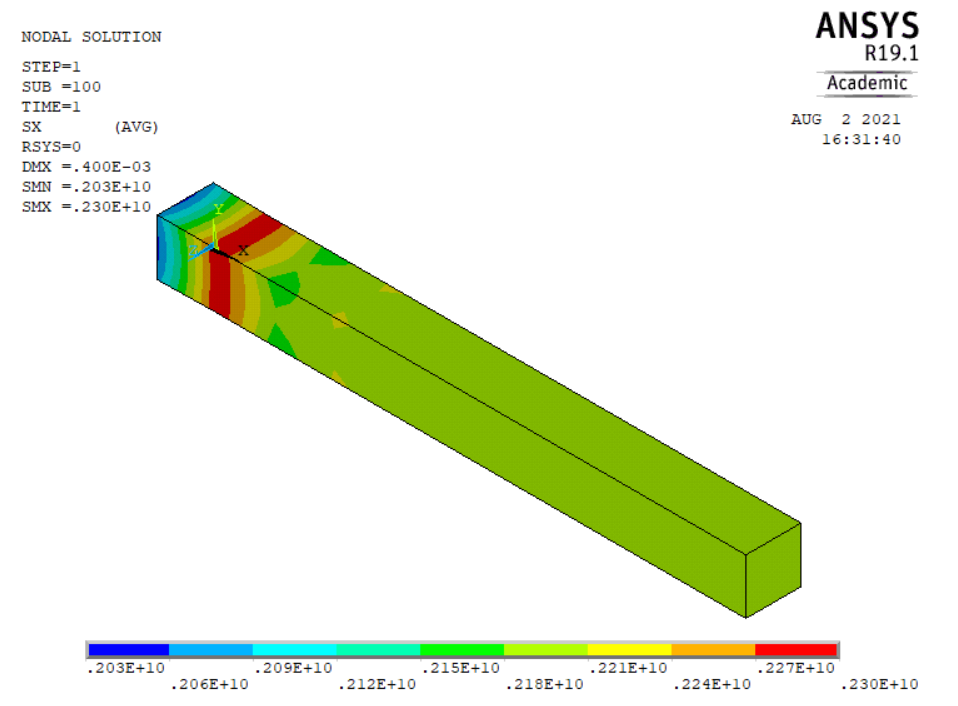 NODAL SOLUTION
STEP=1
SUB =100
TIME=1
SX (AVG)
RSYS=0
DMX =.400E-03
SMN =.203E+10
SMX =.230E+10
ANSYS
R19.1
Academic
AUG 2 2021
16:31:40
Y
X
.203E+10
.206E+10
.209E+10
.212E+10
.215E+10
.218E+10
.221E+10
.224E+10
.227E+10
.230E+10